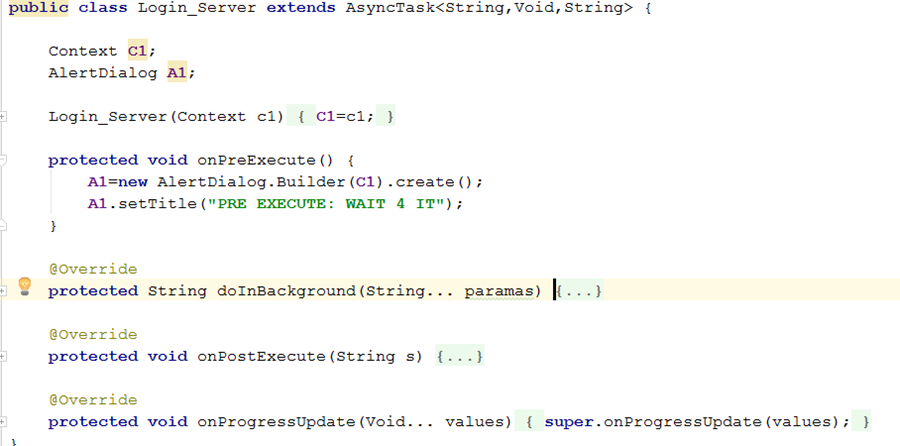 public class Login_Server extends AsyncTask<String,Void,String> {
Context C1;
AlertDialog A1;
Login_Server(Context c1) { C1=c1; }
protected void onPreExecute() {
A1=new AlertDialog.Builder(C1).create();
A1.setTitle("PRE EXECUTE: WAIT 4 IT");
}
@Override
protected String doInBackground(String... paramas) {...}
@Override
protected void onPostExecute(String s) {...}
@Override
protected void onProgressUpdate(Void... values) { super.onProgressUpdate(values); }
}